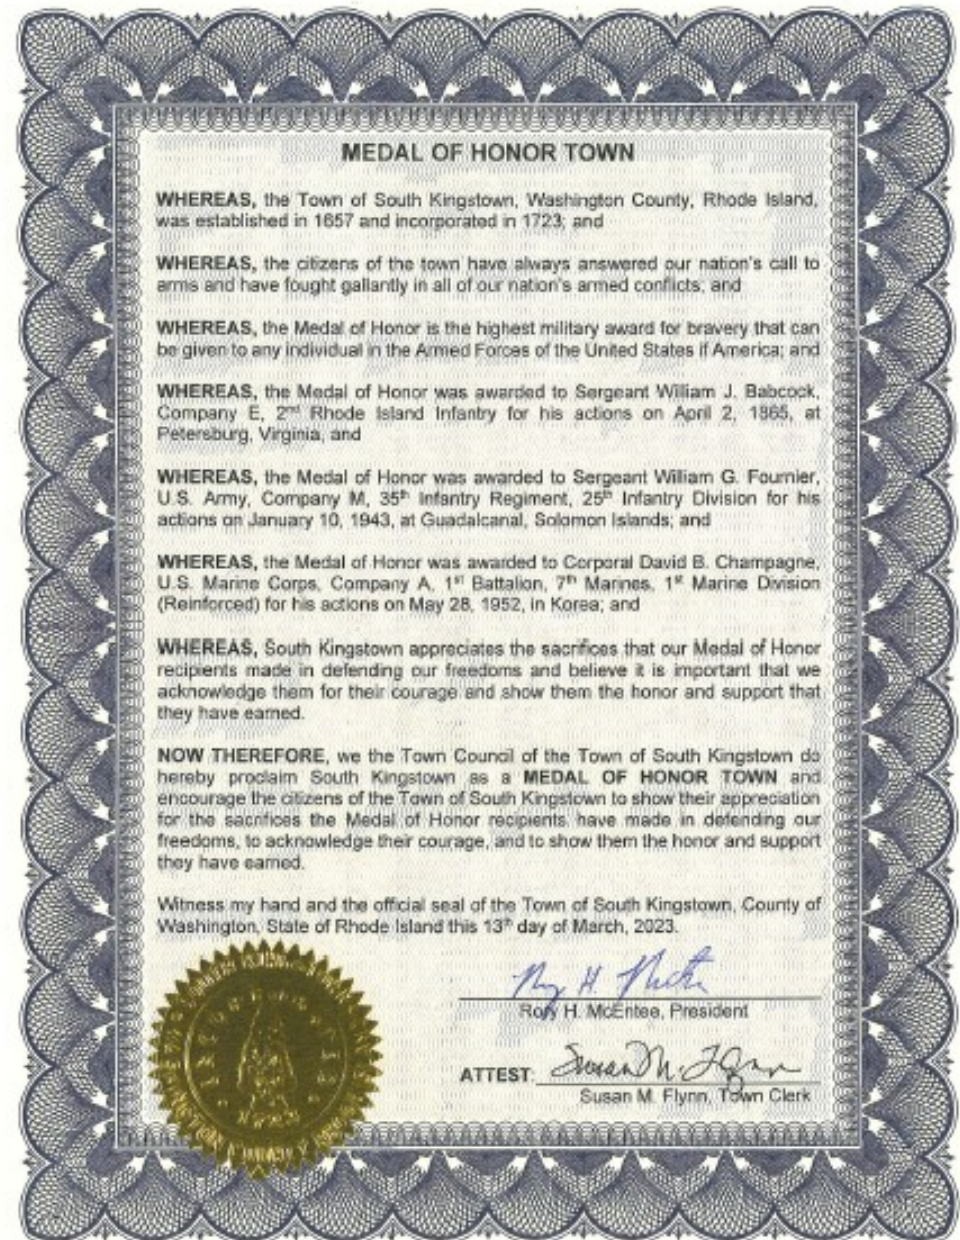 MEDAL OF HONOR TOWN
WHEREAS, the Town of South Kingstown, Washington County, Rhode Island,
was established in 1657 and incorporated in 1723; and
WHEREAS, the citizens of the town have always answered our nation's call to
arms and have fought gallantly in all of our nation's armed conflicts; and
WHEREAS, the Medal of Honor is the highest military award for bravery that can
be given to any individual in the Armed Forces of the United States if America; and
WHEREAS, the Medal of Honor was awarded to Sergeant William J. Babcock,
Company E, 2nd Rhode Island Infantry for his actions on April 2, 1865, at
Petersburg, Virginia; and
WHEREAS, the Medal of Honor was awarded to Sergeant William G. Fournier,
U.S. Army, Company M, 35th Infantry Regiment, 25th Infantry Division for his
actions on January 10, 1943, at Guadalcanal, Solomon Islands; and
WHEREAS, the Medal of Honor was awarded to Corporal David B. Champagne,
U.S. Marine Corps, Company A, 1st Battalion, 7th Marines, 1st Marine Division
(Reinforced) for his actions on May 28, 1952, in Korea; and
WHEREAS, South Kingstown appreciates the sacrifices that our Medal of Honor
recipients made in defending our freedoms and believe it is important that we
acknowledge them for their courage and show them the honor and support that
they have earned.
NOW THEREFORE, we the Town Council of the Town of South Kingstown do
hereby proclaim South Kingstown as a MEDAL OF HONOR TOWN and
encourage the citizens of the Town of South Kingstown to show their appreciation
for the sacrifices the Medal of Honor recipients have made in defending our
freedoms, to acknowledge their courage, and to show them the honor and support
they have earned.
Witness my hand and the official seal of the Town of South Kingstown, County of
Washington, State of Rhode Island this 13th day of March, 2023.
Rory H. McEntee, President
ATTEST: Susan M. Flynn
Susan M. Flynn, Town Clerk